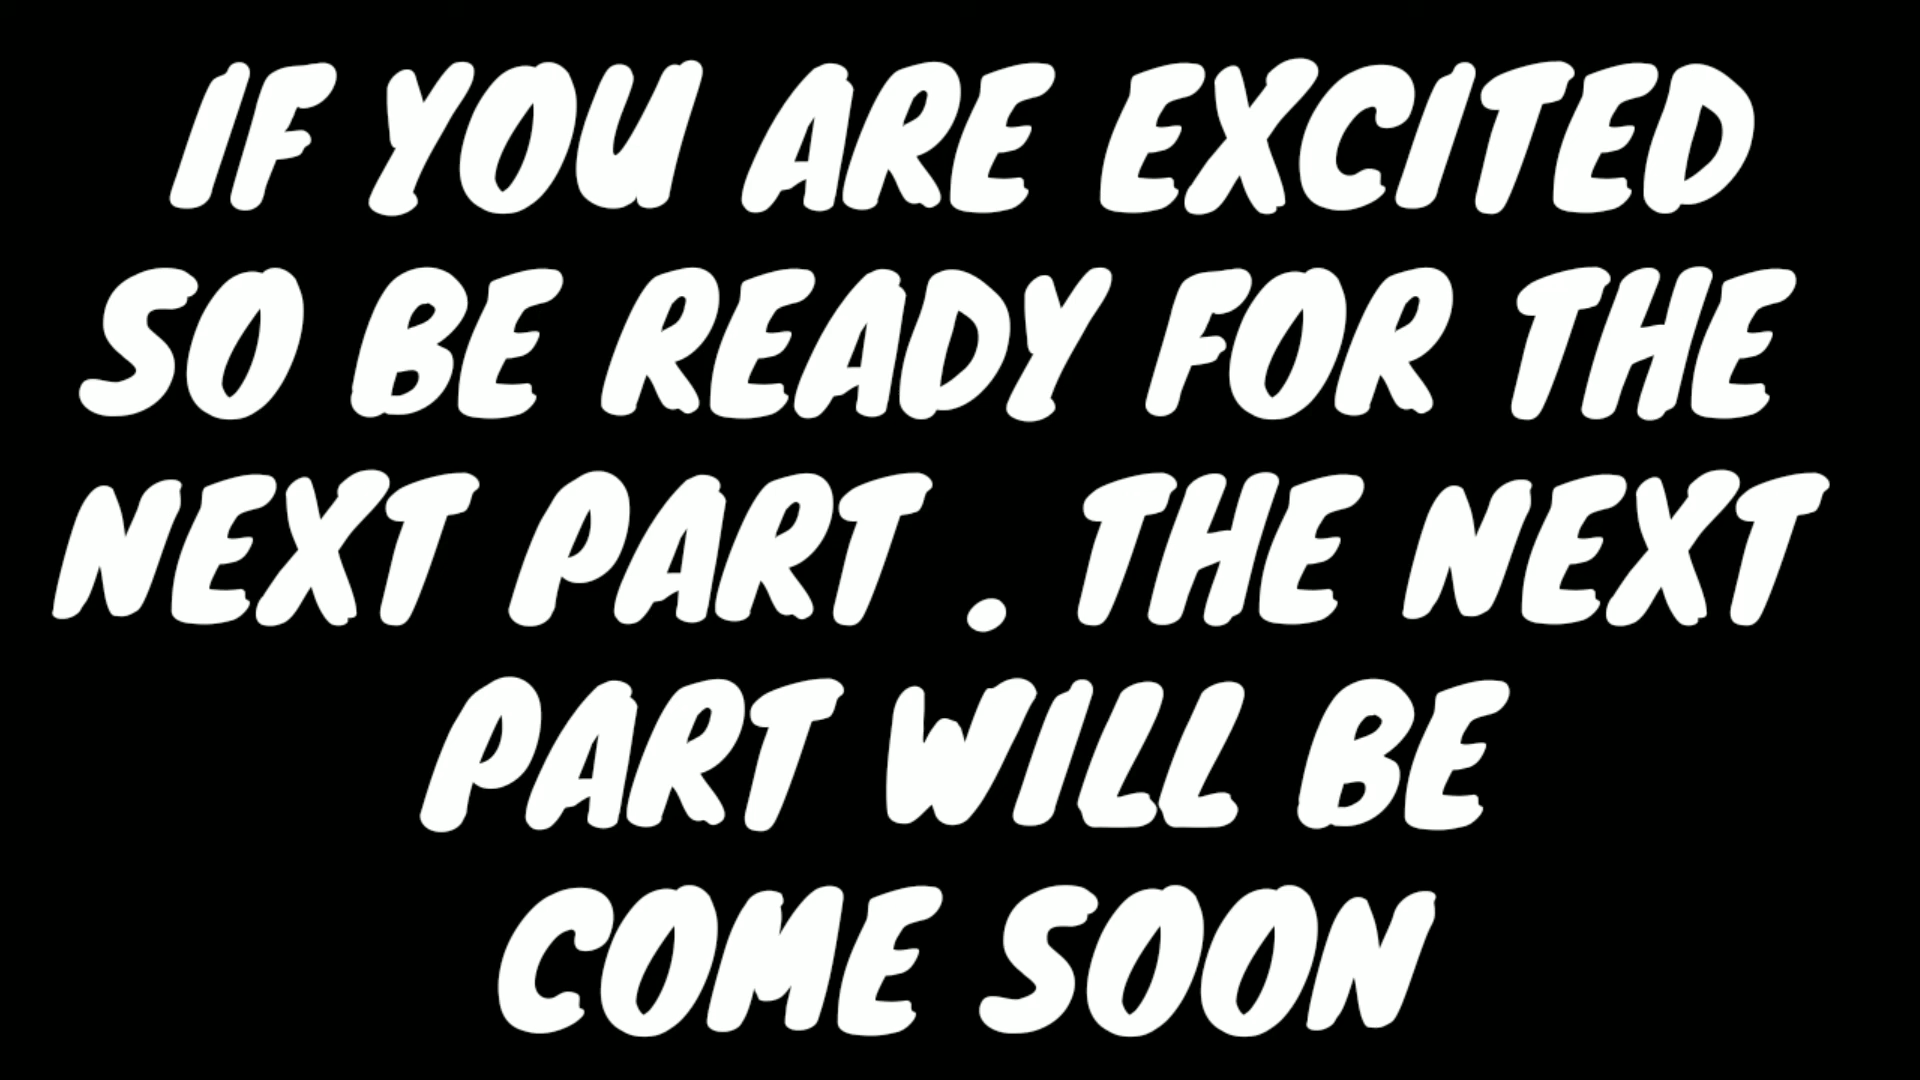 IF YOU ARE EXCITED
SO BE READY FOR THE
NEXT PART . THE NEXT
PART WILL BE
COME SOON